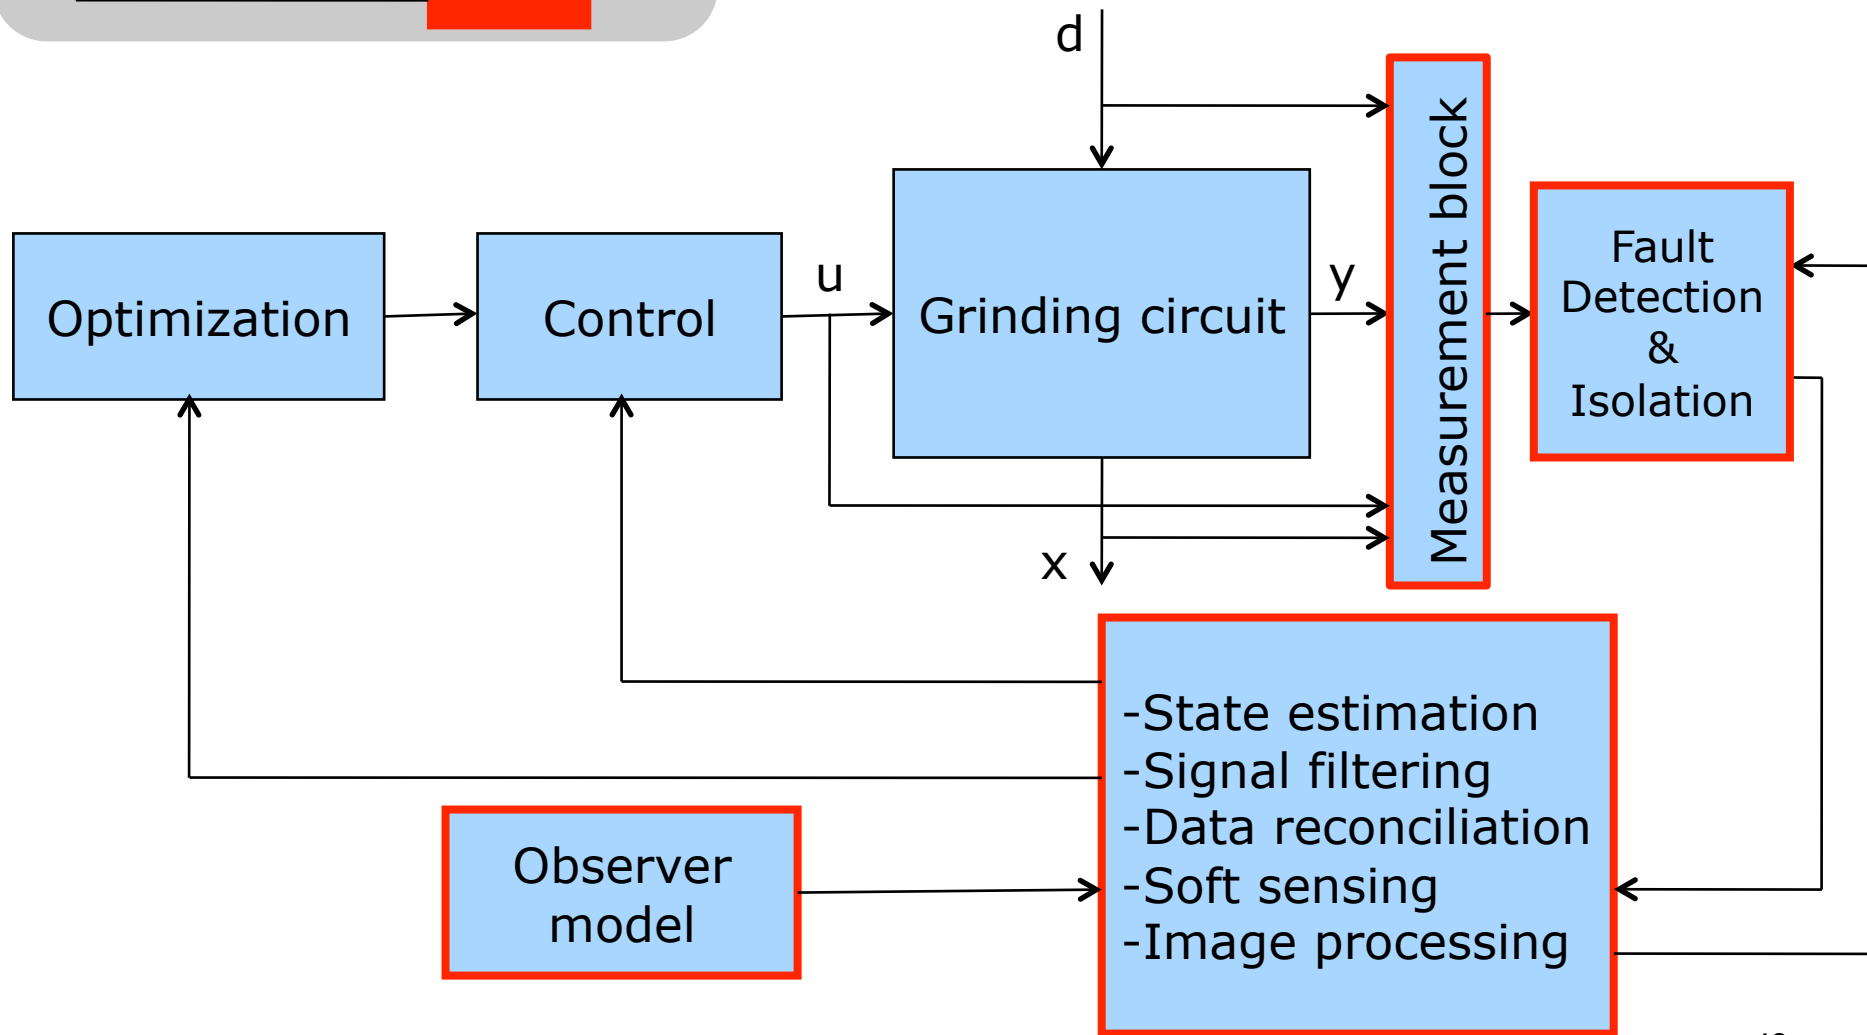 d
Measurement block
Fault
Detection
&
Isolation
Optimization
Control
u
Grinding circuit
y
x
-State estimation
-Signal filtering
-Data reconciliation
-Soft sensing
-Image processing
Observer
model